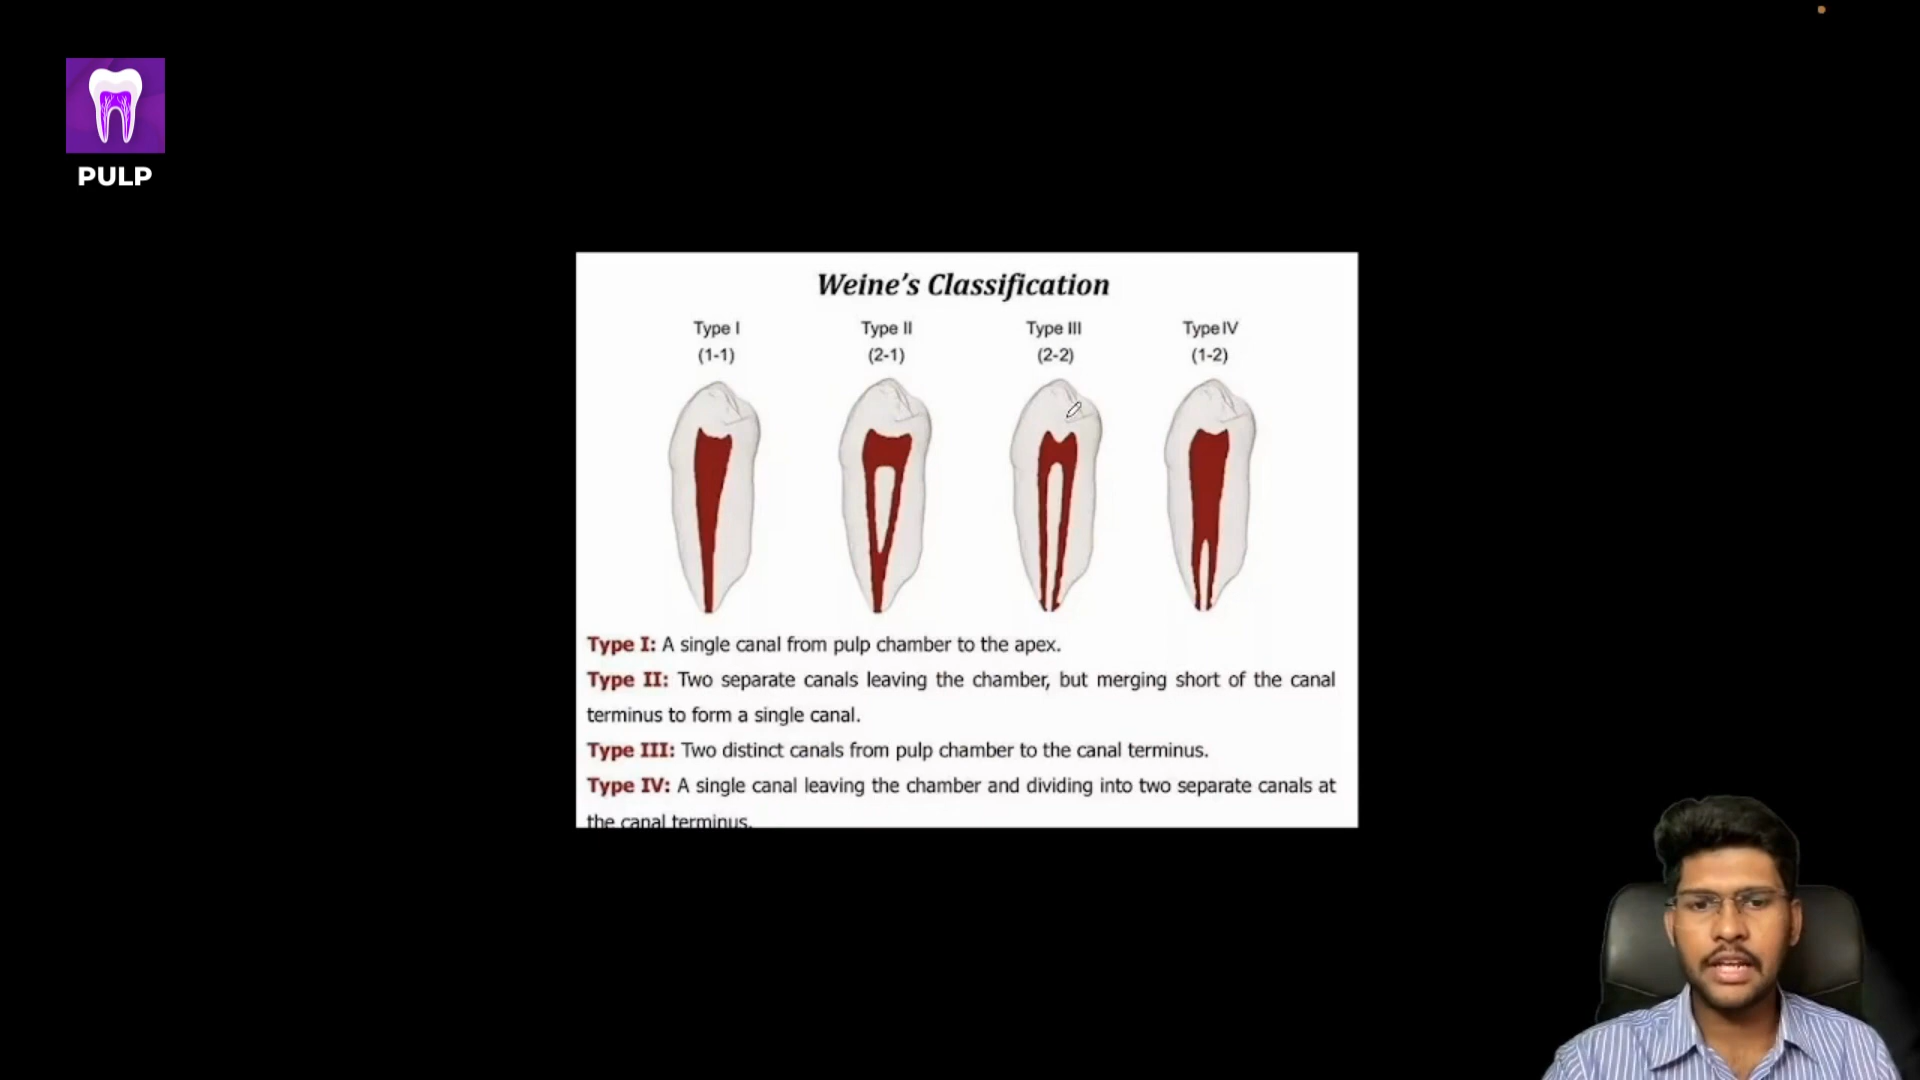 PULP
Weine's Classification
Type I Type II Type III Type IV
(1-1) (2-1) (2-2) (1-2)
Type I: A single canal from pulp chamber to the apex.
Type II: Two separate canals leaving the chamber, but merging short of the canal
terminus to form a single canal.
Type III: Two distinct canals from pulp chamber to the canal terminus.
Type IV: A single canal leaving the chamber and dividing into two separate canals at
the canal terminus.